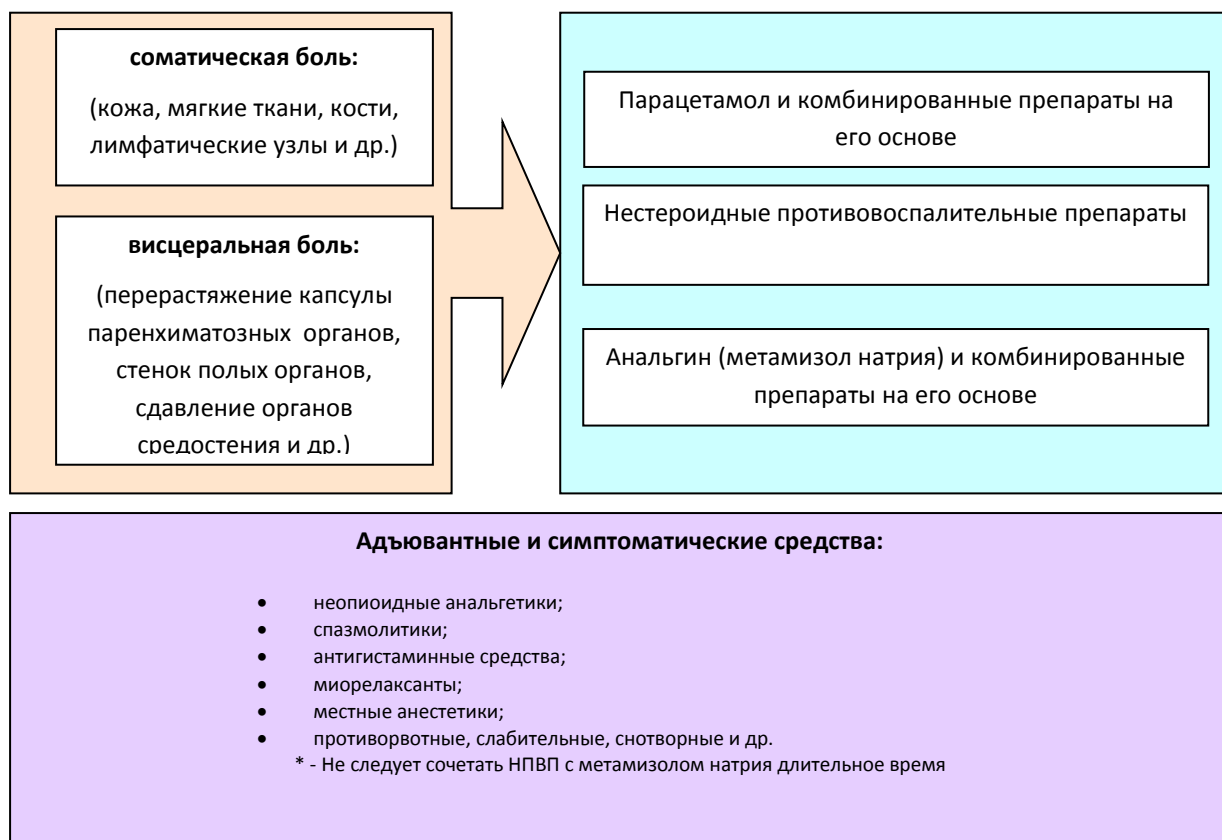 соматическая боль:
(кожа, мягкие ткани, кости,
лимфатические узлы и др.)
висцеральная боль:
(перерастяжение капсулы
паренхиматозных органов,
стенок полых органов,
сдавление органов
средостения и др.)
Парацетамол и комбинированные препараты на
его основе
Нестероидные противовоспалительные препараты
Анальгин (метамизол натрия) и комбинированные
препараты на его основе
Адъювантные и симптоматические средства:
• неопиоидные анальгетики;
• спазмолитики;
• антигистаминные средства;
• миорелаксанты;
• местные анестетики;
• противорвотные, слабительные, снотворные и др.
* - Не следует сочетать НПВП с метамизолом натрия длительное время